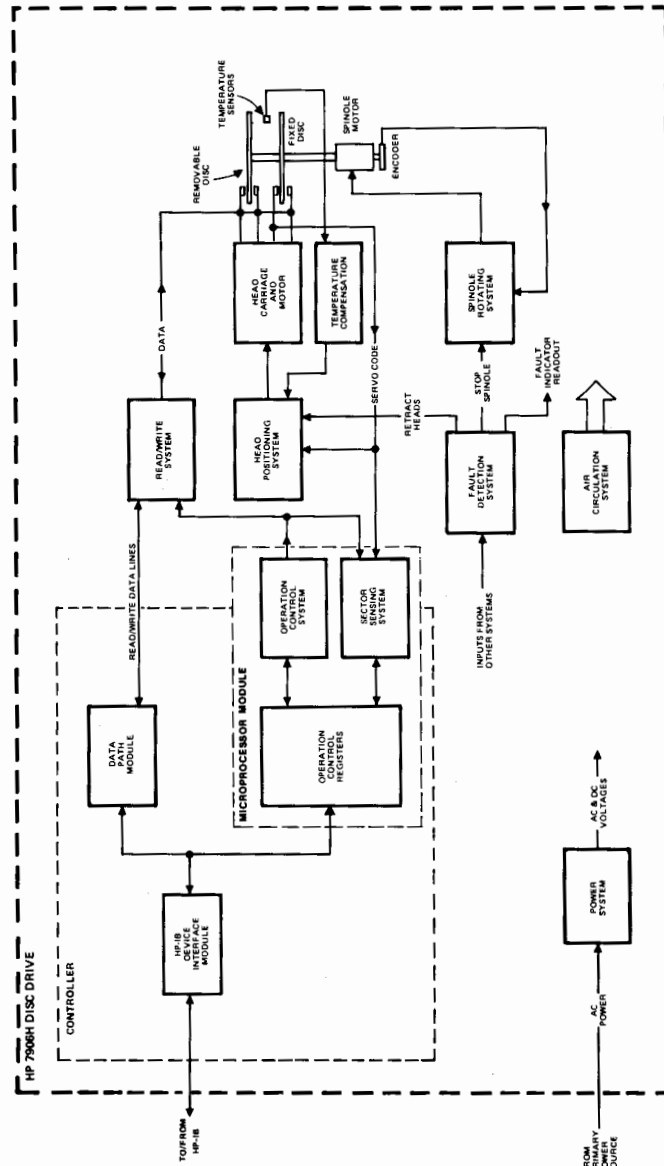 HP 7906H DISC DRIVE
CONTROLLER
TO/FROM
HP-IB
HP-IB
DEVICE
INTERFACE
MODULE
DATA
PATH
MODULE
MICROPROCESSOR MODULE
OPERATION
CONTROL
REGISTERS
OPERATION
CONTROL
SYSTEM
SECTOR
SENSING
SYSTEM
READ/WRITE DATA LINES
READ/WRITE
SYSTEM
DATA
HEAD
POSITIONING
SYSTEM
HEAD
CARRIAGE
AND
MOTOR
TEMPERATURE
COMPENSATION
SERVO CODE
REMOVABLE
DISC
TEMPERATURE
SENSORS
FIXED
DISC
SPINDLE
MOTOR
ENCODER
RETRACT
HEADS
STOP
SPINDLE
SPINDLE
ROTATING
SYSTEM
FAULT
INDICATOR
READOUT
INPUTS FROM
OTHER SYSTEMS
FAULT
DETECTION
SYSTEM
AIR
CIRCULATION
SYSTEM
ROM
RIMARY
OWER
OURCE
AC
POWER
POWER
SYSTEM
AC & DC
VOLTAGES